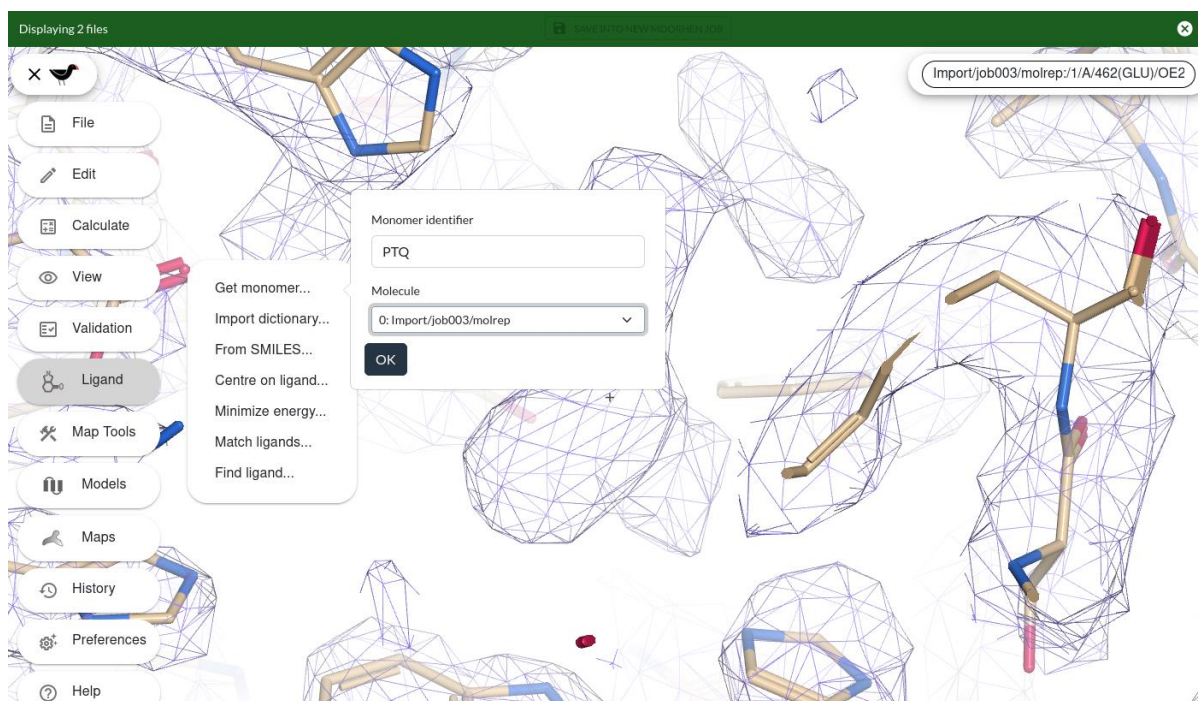 Displaying 2 files
SAVE INTO NEW MOORHEN JOB
Import/job003/molrep:/1/A/462(GLU)/OE2
File
Edit
Calculate
View
Validation
Ligand
Map Tools
Models
Maps
History
Preferences
Help
Get monomer...
Import dictionary...
From SMILES...
Centre on ligand...
Minimize energy...
Match ligands...
Find ligand...
Monomer identifier
PTQ
Molecule
0: Import/job003/molrep
OK